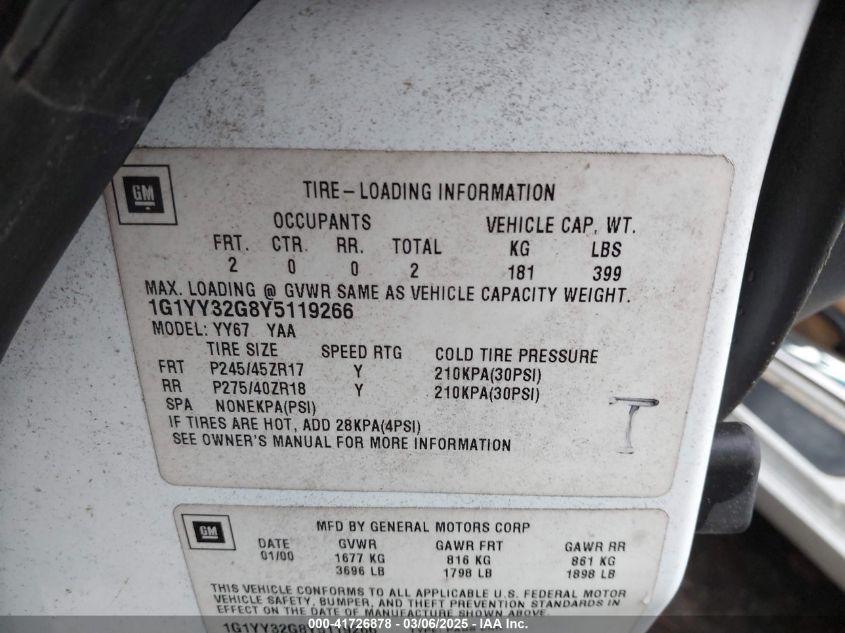 GM
TIRE-LOADING INFORMATION
OCCUPANTS VEHICLE CAP. WT.
FRT. CTR. RR. TOTAL KG LBS
2 0 0 2 181 399
MAX. LOADING @ GVWR SAME AS VEHICLE CAPACITY WEIGHT.
1G1YY32G8Y5119266
MODEL: YY67 YAA
TIRE SIZE SPEED RTG COLD TIRE PRESSURE
FRT P245/45ZR17 Y 210KPA(30PSI)
RR P275/40ZR18 Y 210KPA(30PSI)
SPA NONEKPA(PSI)
IF TIRES ARE HOT, ADD 28KPA(4PSI)
SEE OWNER'S MANUAL FOR MORE INFORMATION
GM
MFD BY GENERAL MOTORS CORP
DATE GVWR GAWR FRT GAWR RR
01/00 1677 KG 816 KG 861 KG
3696 LB 1798 LB 1898 LB
THIS VEHICLE CONFORMS TO ALL APPLICABLE U.S. FEDERAL MOTOR
VEHICLE SAFETY, BUMPER, AND THEFT PREVENTION STANDARDS IN
EFFECT ON THE DATE OF MANUFACTURE SHOWN ABOVE.
1G1YY32G8Y5119266
000-41726878 - 03/06/2025 - IAA Inc.